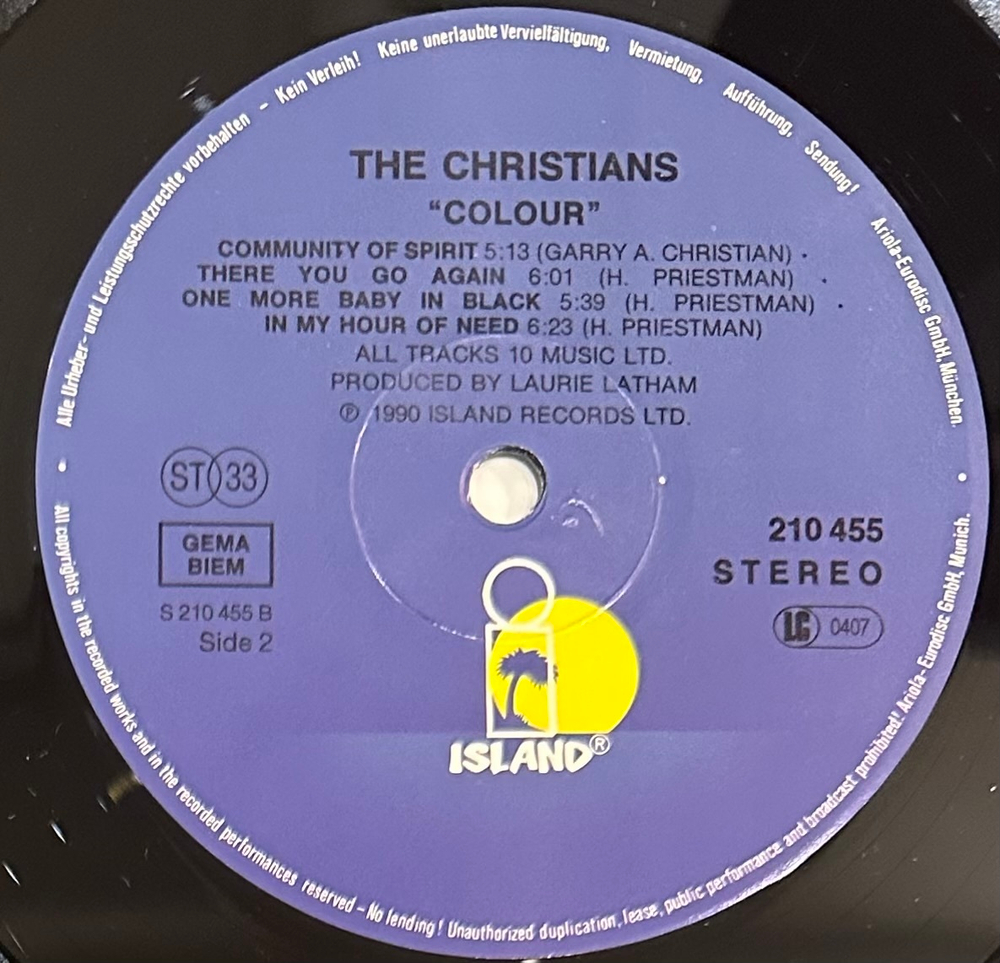 Alle Urheber- und Leistungsschutzrechte vorbehalten – Kein Verleih! Keine unerlaubte Vervielfältigung, Vermietung, Aufführung, Sendung! Ariola-Eurodisc GmbH, München.
THE CHRISTIANS
“COLOUR”
COMMUNITY OF SPIRIT 5:13 (GARRY A. CHRISTIAN) ·
THERE YOU GO AGAIN 6:01 (H. PRIESTMAN) ·
ONE MORE BABY IN BLACK 5:39 (H. PRIESTMAN) ·
IN MY HOUR OF NEED 6:23 (H. PRIESTMAN)
ALL TRACKS 10 MUSIC LTD.
PRODUCED BY LAURIE LATHAM
℗ 1990 ISLAND RECORDS LTD.
ST 33
GEMA
BIEM
S 210 455 B
Side 2
210 455
STEREO
LC 0407
ISLAND®
All copyrights in the recorded works and in the recorded performances reserved – No lending! Unauthorized duplication, lease, public performance and broadcast prohibited! Ariola-Eurodisc GmbH, Munich.